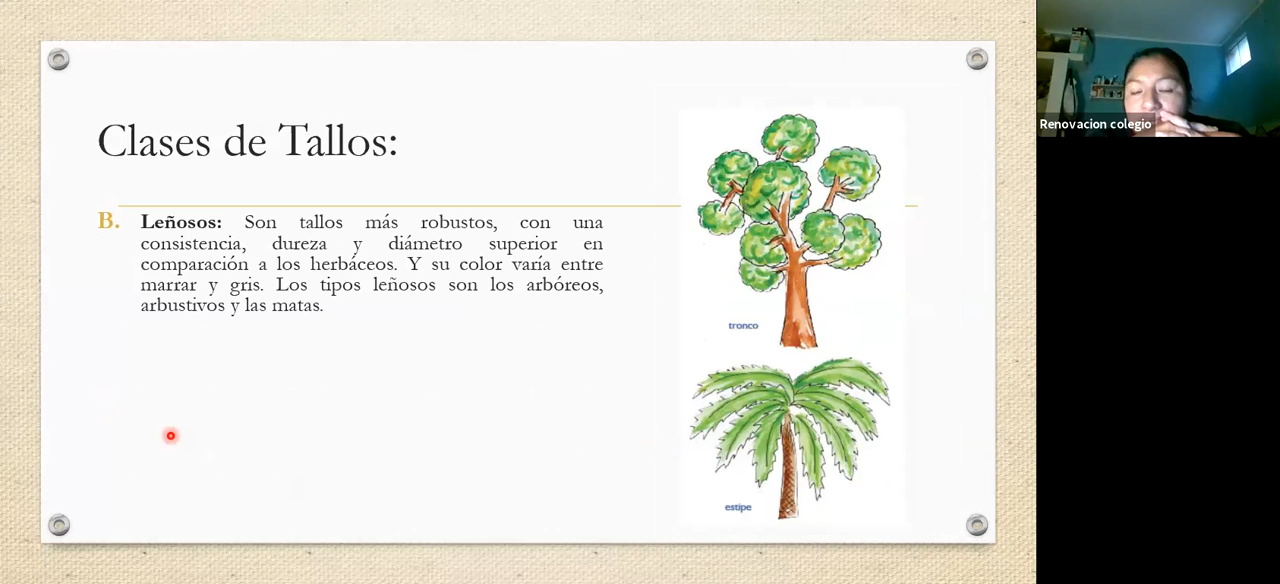 Clases de Tallos:
B. Leñosos: Son tallos más robustos, con una
consistencia, dureza y diámetro superior en
comparación a los herbáceos. Y su color varía entre
marrar y gris. Los tipos leñosos son los arbóreos,
arbustivos y las matas.
tronco
estipe
Renovacion colegio